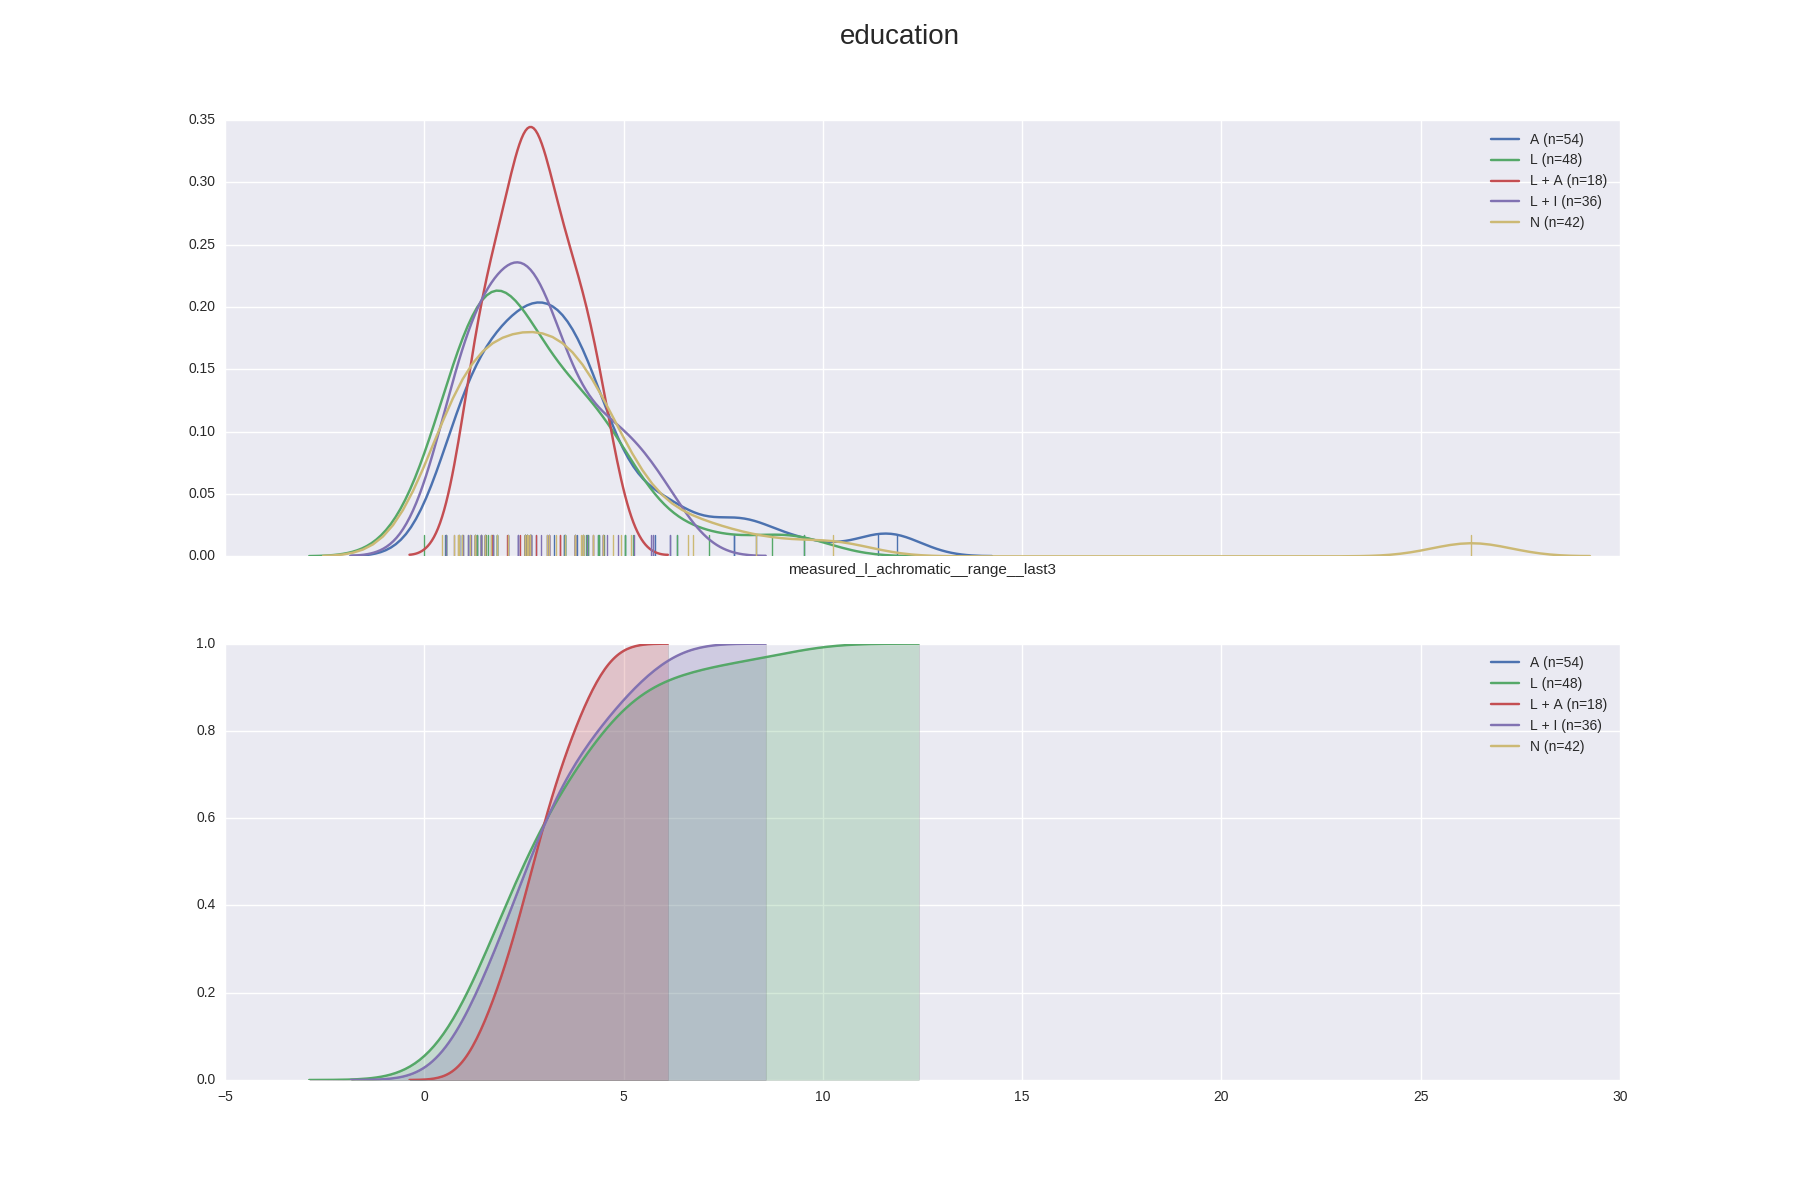 education
0.35
0.30
0.25
0.20
0.15
0.10
0.05
0.00
A (n=54)
L (n=48)
L + A (n=18)
L + I (n=36)
N (n=42)
measured_l_achromatic__range__last3
1.0
0.8
0.6
0.4
0.2
0.0
A (n=54)
L (n=48)
L + A (n=18)
L + I (n=36)
N (n=42)
−5 0 5 10 15 20 25 30